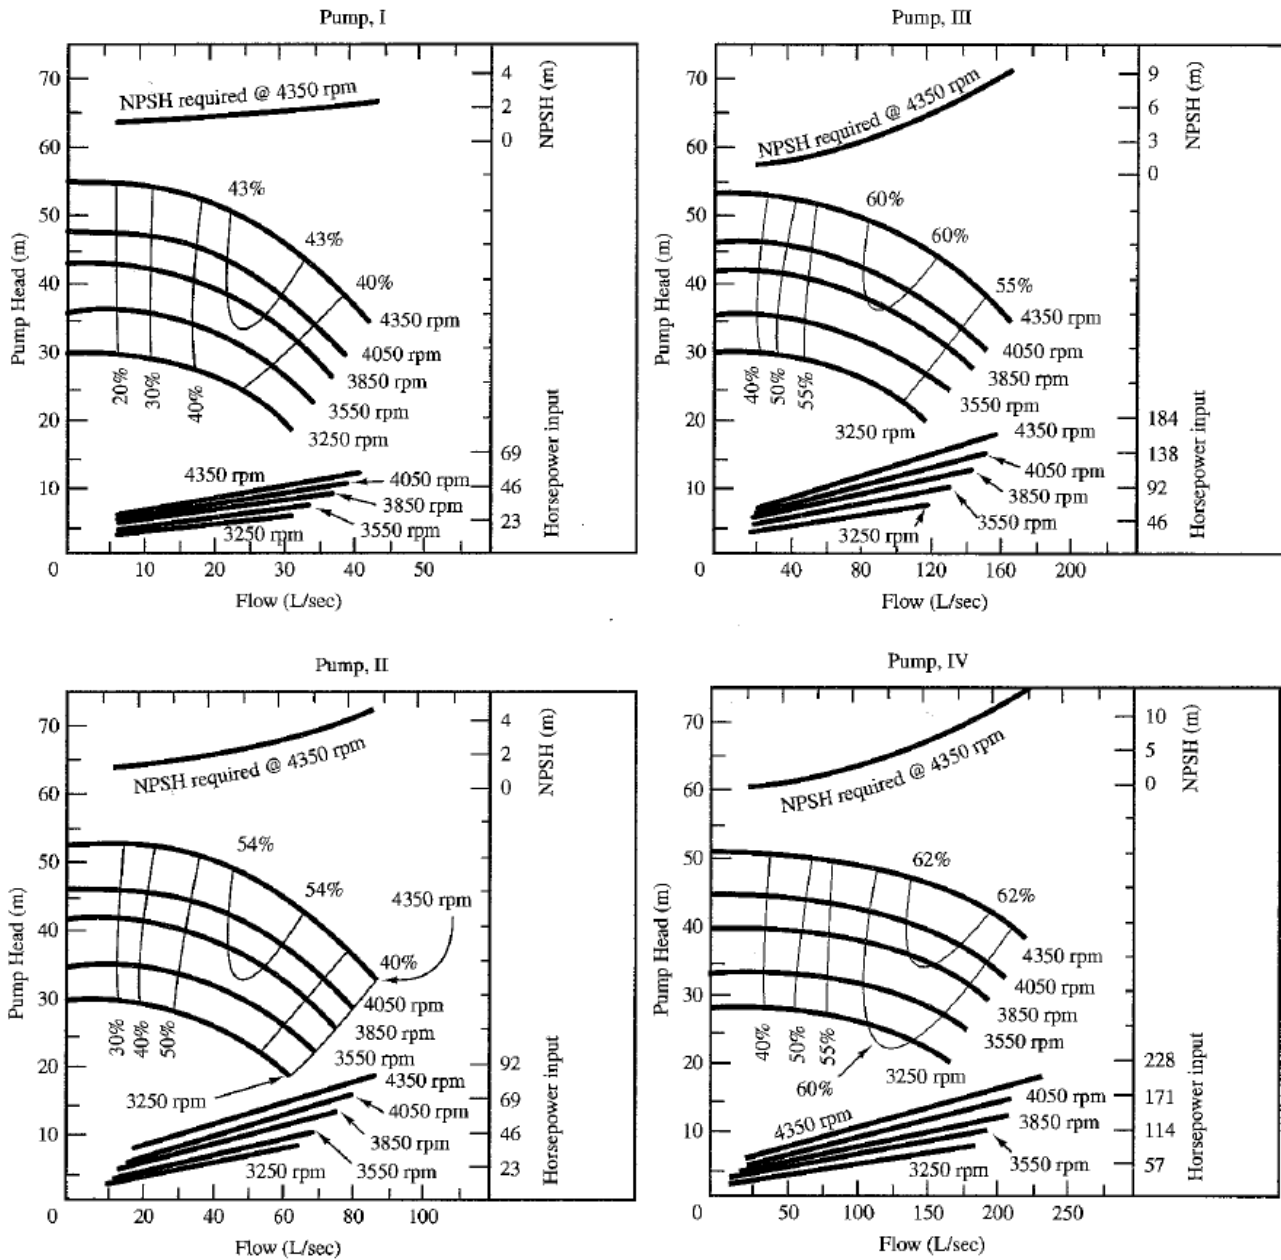 Pump, I
70
60
50
40
30
20
10
0
Pump Head (m)
NPSH required @ 4350 rpm
4
2
0
NPSH (m)
43%
43%
40%
4350 rpm
4050 rpm
3850 rpm
3550 rpm
3250 rpm
20%
30%
40%
4350 rpm
4050 rpm
3850 rpm
3550 rpm
3250 rpm
69
46
23
Horsepower input
10
20
30
40
50
Flow (L/sec)
Pump, III
70
60
50
40
30
20
10
0
Pump Head (m)
NPSH required @ 4350 rpm
9
6
3
0
NPSH (m)
60%
60%
55%
4350 rpm
4050 rpm
3850 rpm
3550 rpm
3250 rpm
40%
50%
55%
4350 rpm
4050 rpm
3850 rpm
3550 rpm
3250 rpm
184
138
92
46
Horsepower input
40
80
120
160
200
Flow (L/sec)
Pump, II
70
60
50
40
30
20
10
0
Pump Head (m)
NPSH required @ 4350 rpm
4
2
0
NPSH (m)
54%
54%
4350 rpm
40%
4050 rpm
3850 rpm
3550 rpm
3250 rpm
30%
40%
50%
4350 rpm
4050 rpm
3850 rpm
3550 rpm
3250 rpm
92
69
46
23
Horsepower input
20
40
60
80
100
Flow (L/sec)
Pump, IV
70
60
50
40
30
20
10
0
Pump Head (m)
NPSH required @ 4350 rpm
10
5
0
NPSH (m)
62%
62%
4350 rpm
4050 rpm
3850 rpm
3550 rpm
3250 rpm
40%
50%
55%
60%
4350 rpm
4050 rpm
3850 rpm
3550 rpm
3250 rpm
228
171
114
57
Horsepower input
50
100
150
200
250
Flow (L/sec)